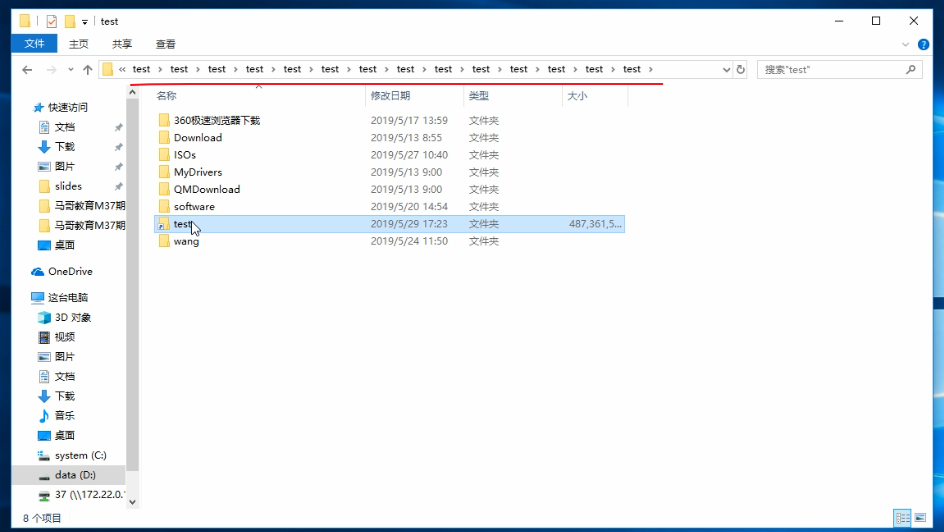 test
文件 主页 共享 查看
« test › test › test › test › test › test › test › test › test › test › test › test › test › test ›
搜索"test"
名称 修改日期 类型 大小
360极速浏览器下载 2019/5/17 13:59 文件夹
Download 2019/5/13 8:55 文件夹
ISOs 2019/5/27 10:40 文件夹
MyDrivers 2019/5/13 9:00 文件夹
QMDownload 2019/5/13 9:00 文件夹
software 2019/5/20 14:54 文件夹
test 2019/5/29 17:23 文件夹 487,361,5...
wang 2019/5/24 11:50 文件夹
快速访问
文档
下载
图片
slides
马哥教育M37期
马哥教育M37期
桌面
OneDrive
这台电脑
3D 对象
视频
图片
文档
下载
音乐
桌面
system (C:)
data (D:)
37 (\\172.22.0.
8 个项目